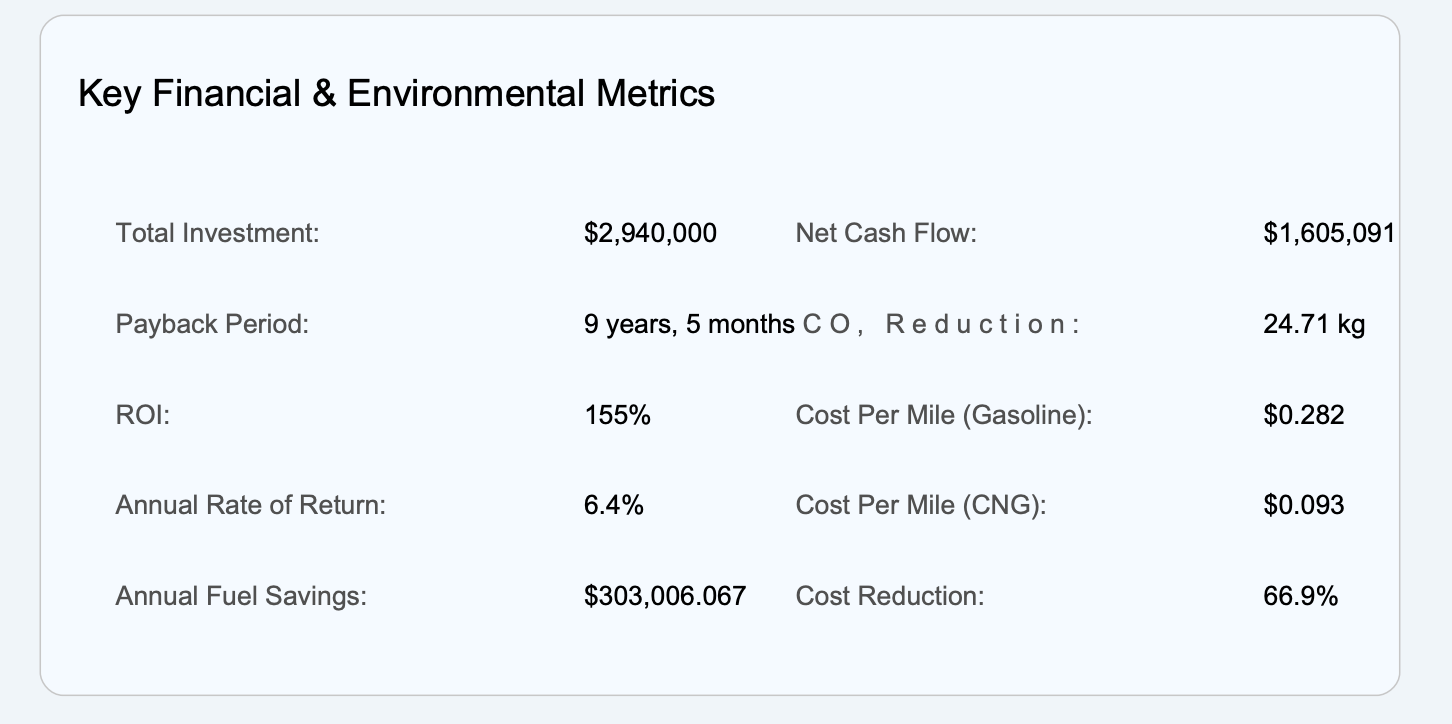 Key Financial & Environmental Metrics
Total Investment: $2,940,000 Net Cash Flow: $1,605,091
Payback Period: 9 years, 5 months CO, Reduction: 24.71 kg
ROI: 155% Cost Per Mile (Gasoline): $0.282
Annual Rate of Return: 6.4% Cost Per Mile (CNG): $0.093
Annual Fuel Savings: $303,006.067 Cost Reduction: 66.9%